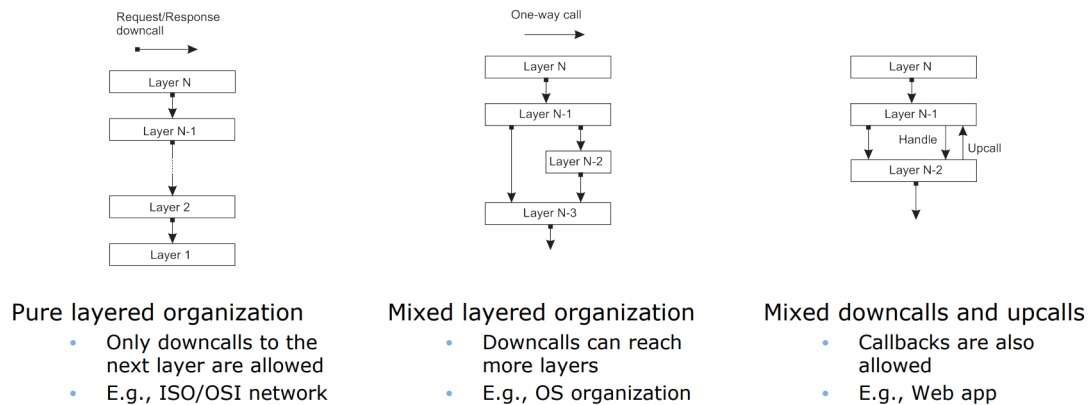 Request/Response
downcall
Layer N
Layer N-1
Layer 2
Layer 1
One-way call
Layer N
Layer N-1
Layer N-2
Layer N-3
Layer N
Layer N-1
Handle
Upcall
Layer N-2
Pure layered organization
• Only downcalls to the
next layer are allowed
• E.g., ISO/OSI network
Mixed layered organization
• Downcalls can reach
more layers
• E.g., OS organization
Mixed downcalls and upcalls
• Callbacks are also
allowed
• E.g., Web app